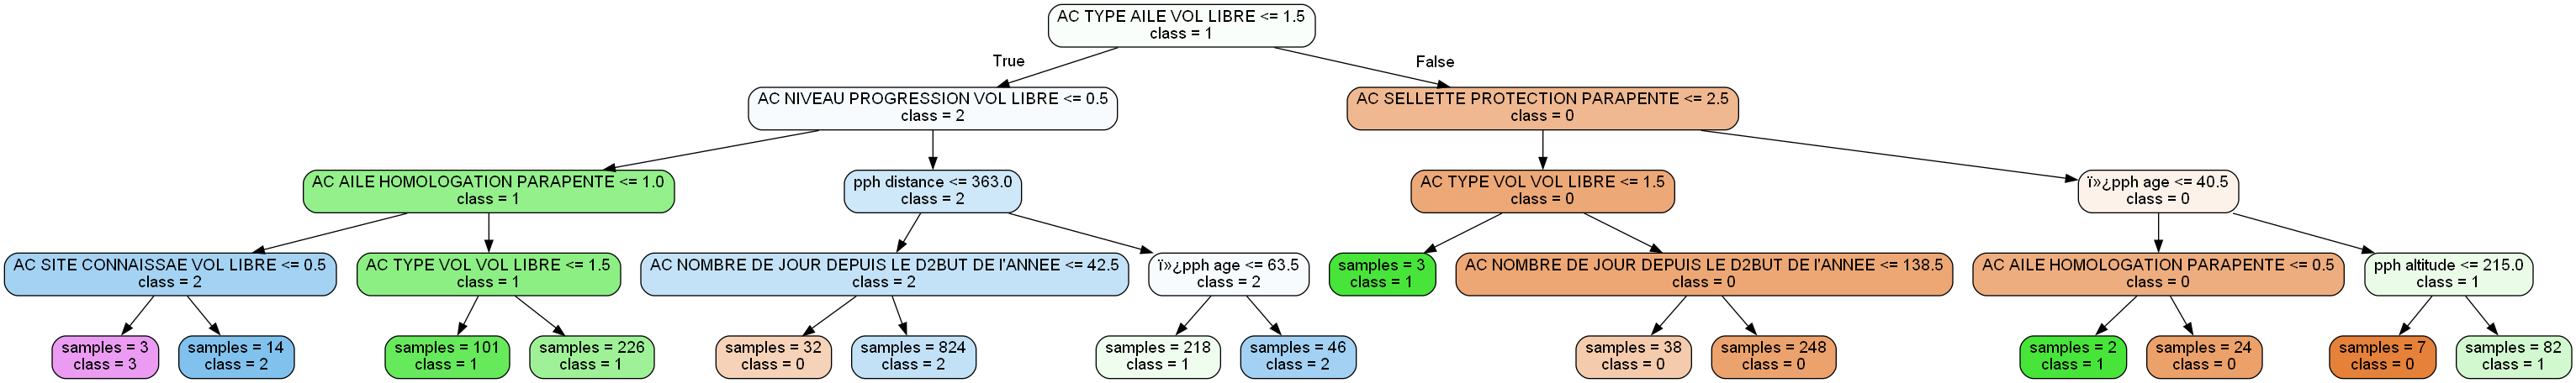 AC TYPE AILE VOL LIBRE <= 1.5
class = 1
True
False
AC NIVEAU PROGRESSION VOL LIBRE <= 0.5
class = 2
AC SELLETTE PROTECTION PARAPENTE <= 2.5
class = 0
AC AILE HOMOLOGATION PARAPENTE <= 1.0
class = 1
pph distance <= 363.0
class = 2
AC TYPE VOL VOL LIBRE <= 1.5
class = 0
ï»¿pph age <= 40.5
class = 0
AC SITE CONNAISSAE VOL LIBRE <= 0.5
class = 2
AC TYPE VOL VOL LIBRE <= 1.5
class = 1
AC NOMBRE DE JOUR DEPUIS LE D2BUT DE l'ANNEE <= 42.5
class = 2
ï»¿pph age <= 63.5
class = 2
samples = 3
class = 1
AC NOMBRE DE JOUR DEPUIS LE D2BUT DE l'ANNEE <= 138.5
class = 0
AC AILE HOMOLOGATION PARAPENTE <= 0.5
class = 0
pph altitude <= 215.0
class = 1
samples = 3
class = 3
samples = 14
class = 2
samples = 101
class = 1
samples = 226
class = 1
samples = 32
class = 0
samples = 824
class = 2
samples = 218
class = 1
samples = 46
class = 2
samples = 38
class = 0
samples = 248
class = 0
samples = 2
class = 1
samples = 24
class = 0
samples = 7
class = 0
samples = 82
class = 1